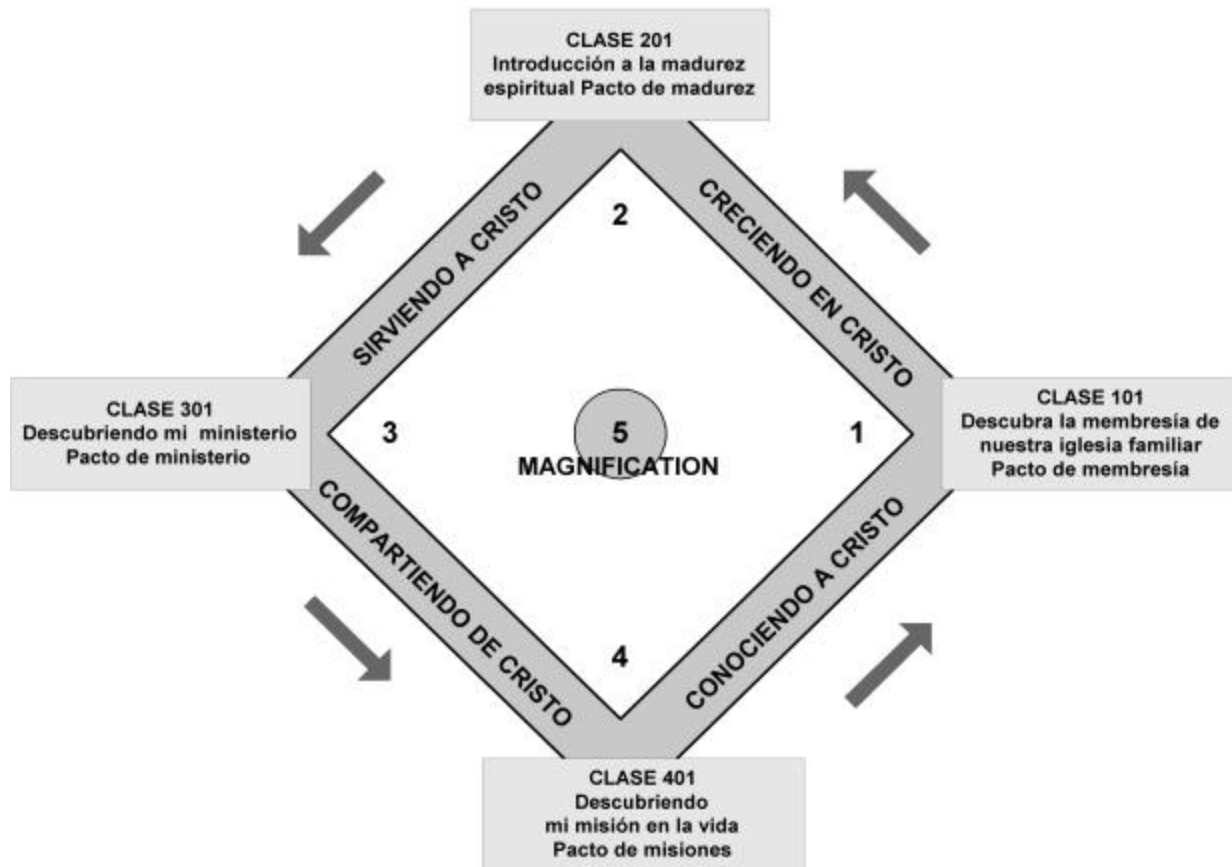 CLASE 201
Introducción a la madurez
espiritual Pacto de madurez
SIRVIENDO A CRISTO
2
CRECIENDO EN CRISTO
CLASE 301
Descubriendo mi ministerio
Pacto de ministerio
3
5
MAGNIFICATION
1
CLASE 101
Descubra la membresía de
nuestra iglesia familiar
Pacto de membresía
COMPARTIENDO DE CRISTO
4
CONOCIENDO A CRISTO
CLASE 401
Descubriendo
mi misión en la vida
Pacto de misiones